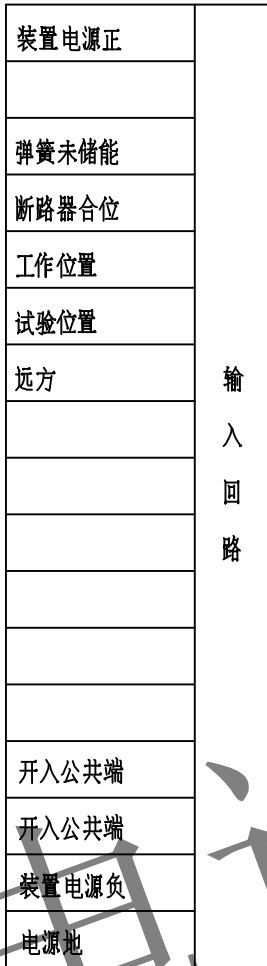 装置电源正
弹簧未储能
断路器合位
工作位置
试验位置
远方
开入公共端
开入公共端
装置电源负
电源地
输
入
回
路